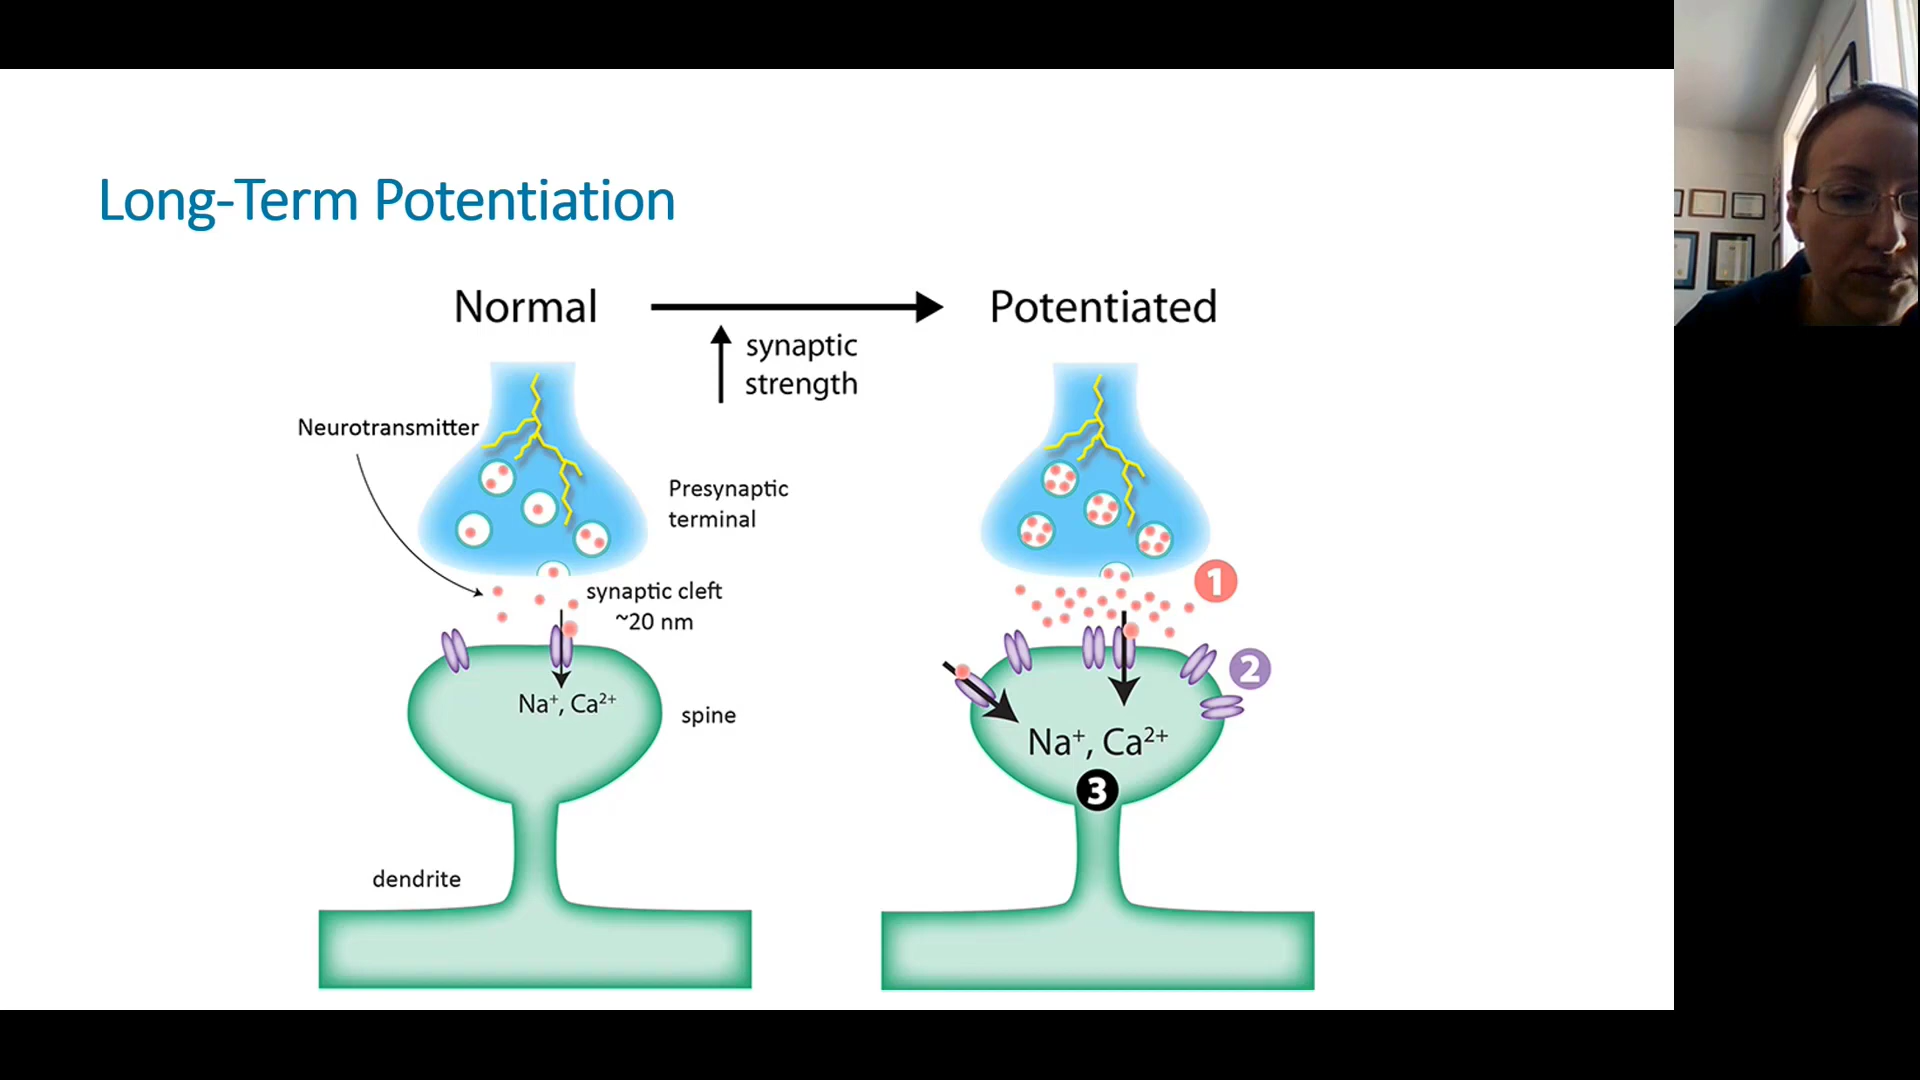 Long-Term Potentiation
Normal
Potentiated
synaptic
strength
Neurotransmitter
Presynaptic
terminal
synaptic cleft
~20 nm
Na⁺, Ca²⁺
spine
dendrite
1
2
Na⁺, Ca²⁺
3